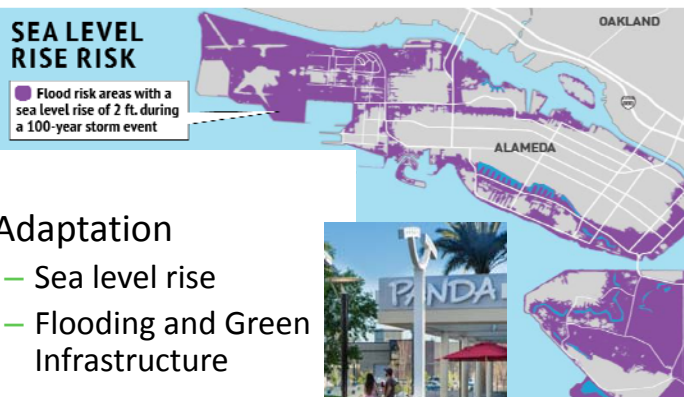 SEA LEVEL
RISE RISK
Flood risk areas with a
sea level rise of 2 ft. during
a 100-year storm event
OAKLAND
ALAMEDA
Adaptation
– Sea level rise
– Flooding and Green
Infrastructure
PANDA